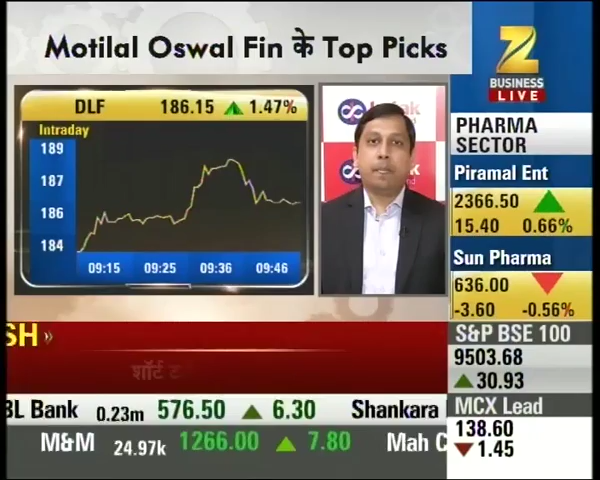 Motilal Oswal Fin के Top Picks
Z
BUSINESS
LIVE
DLF 186.15 1.47%
Intraday
189
187
186
184
09:15 09:25 09:36 09:46
PHARMA
SECTOR
Piramal Ent
2366.50
15.40 0.66%
Sun Pharma
636.00
-3.60 -0.56%
SH »
शॉर्ट
S&P BSE 100
9503.68
30.93
BL Bank 0.23m 576.50 6.30 Shankara
M&M 24.97k 1266.00 7.80 Mah C
MCX Lead
138.60
1.45